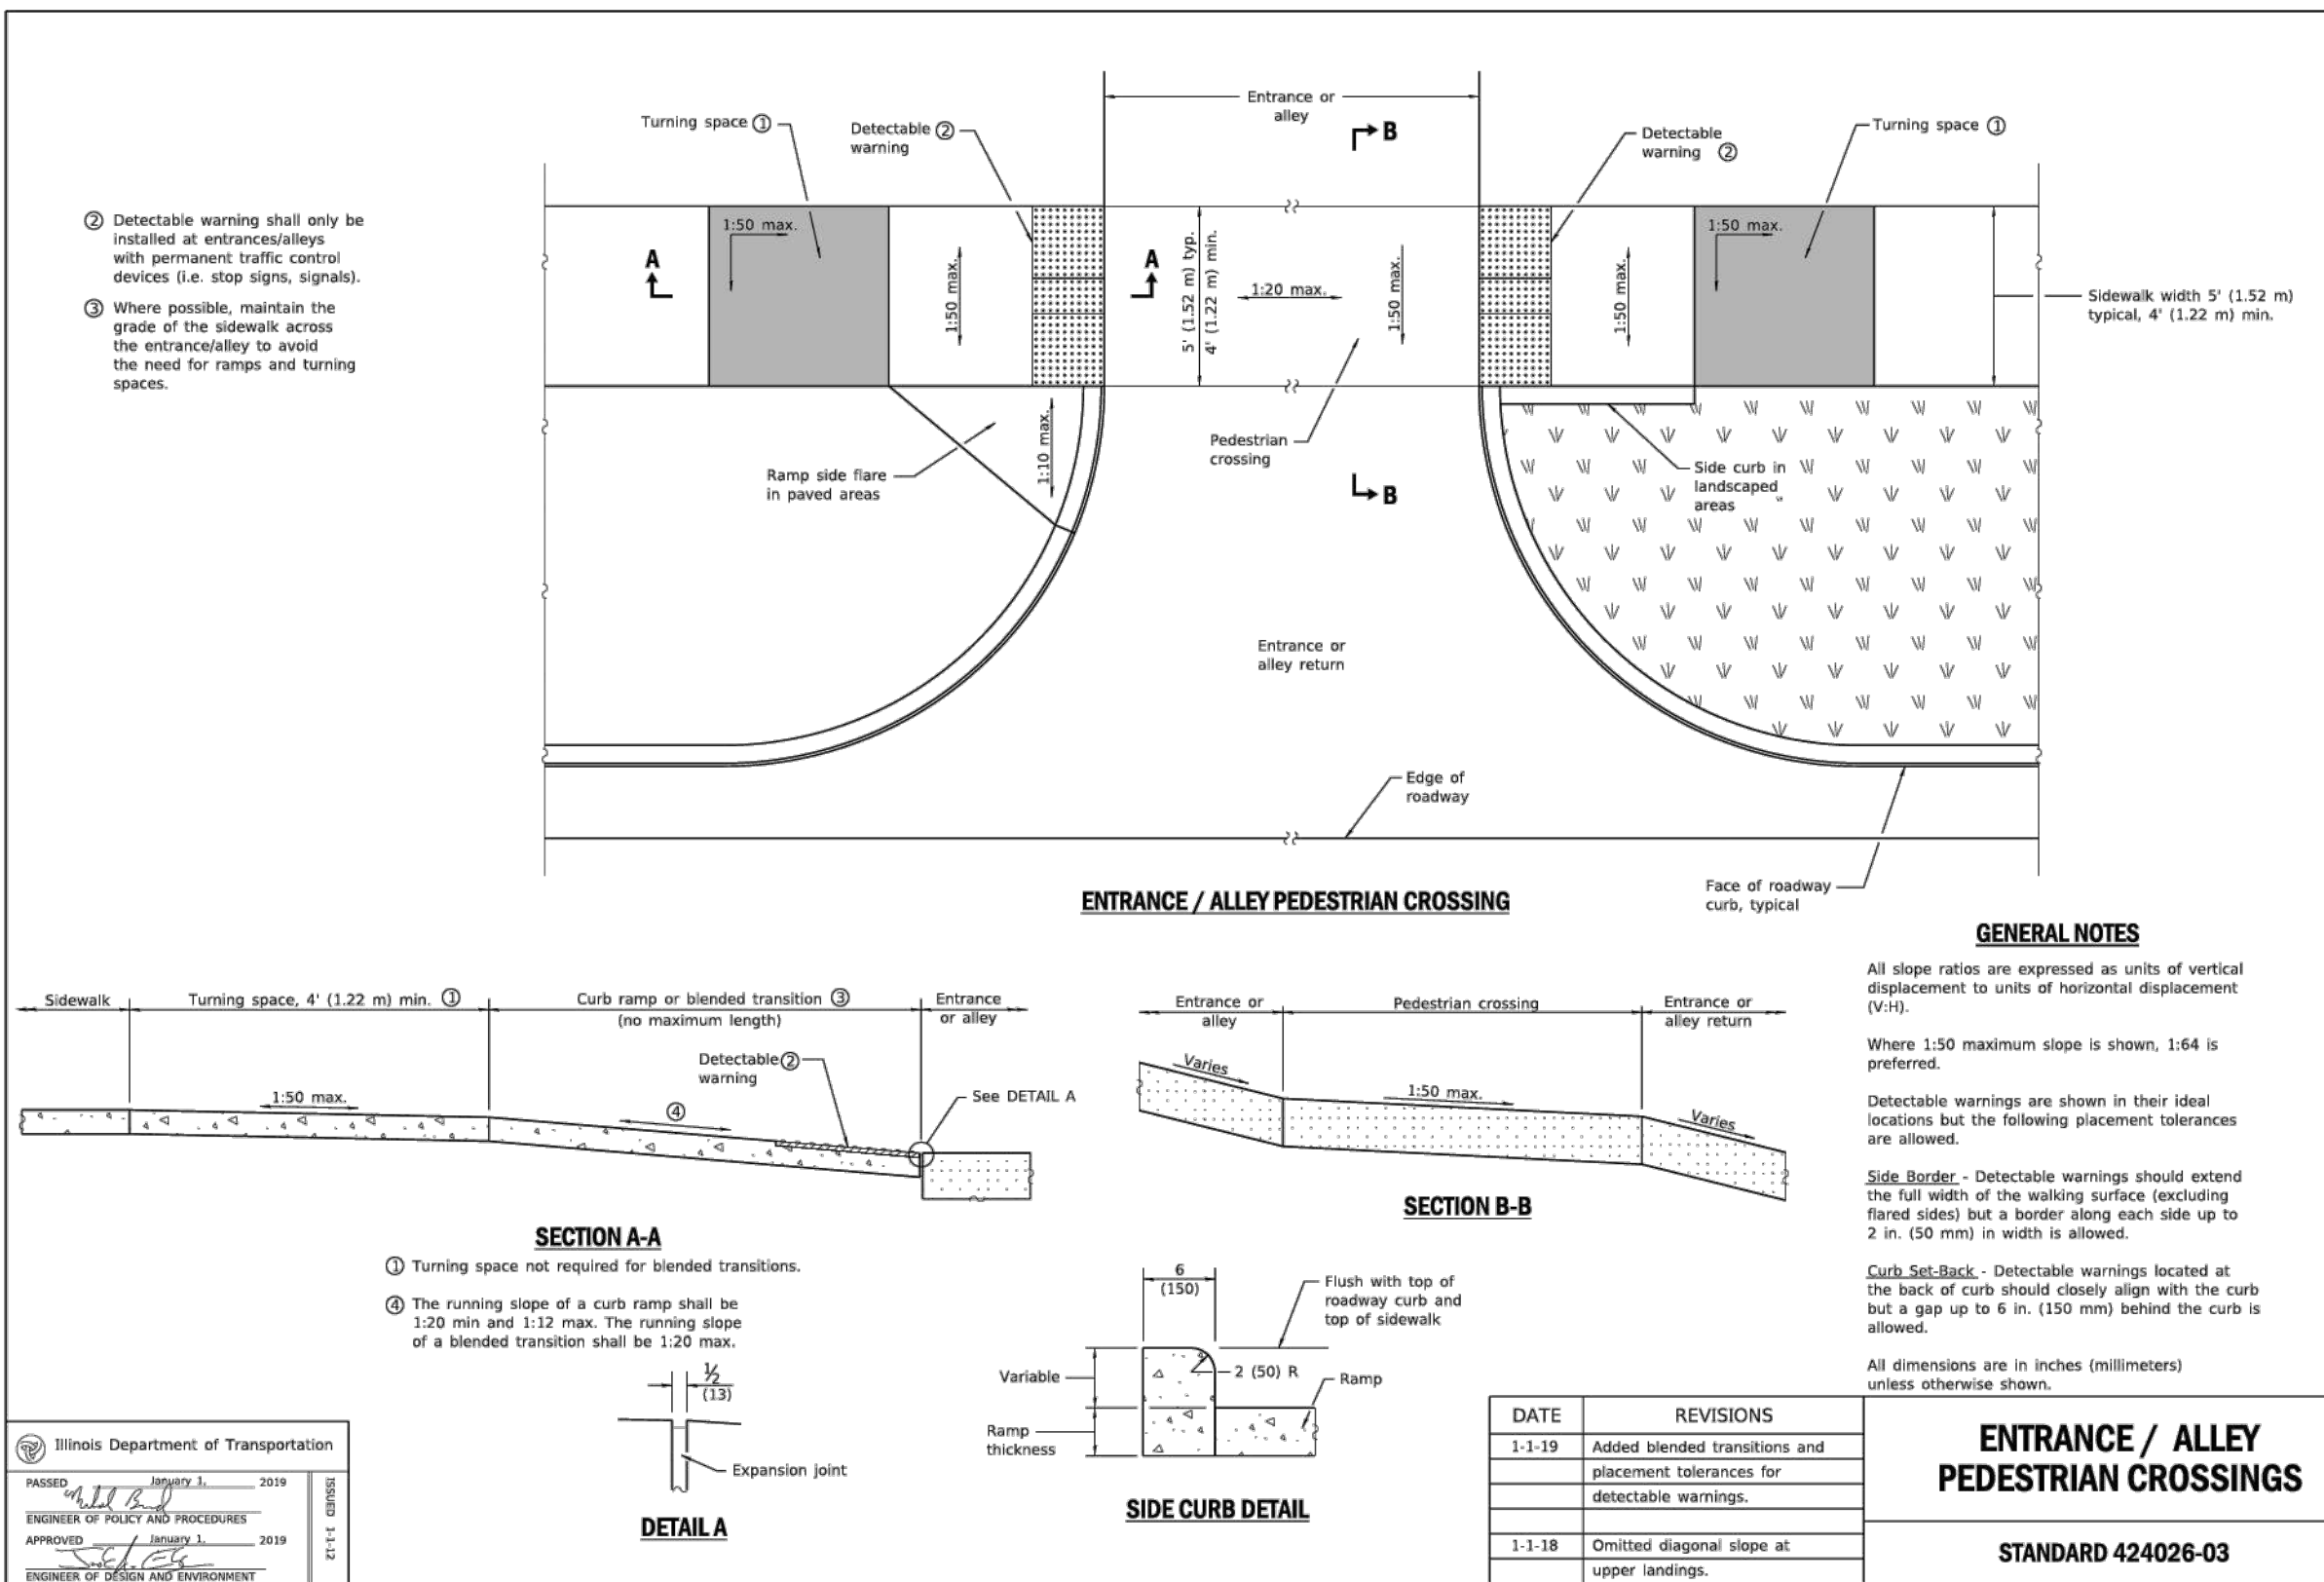 Entrance or
alley
B
Turning space ①
Detectable ②
warning
Detectable
warning ②
Turning space ①
② Detectable warning shall only be
installed at entrances/alleys
with permanent traffic control
devices (i.e. stop signs, signals).
③ Where possible, maintain the
grade of the sidewalk across
the entrance/alley to avoid
the need for ramps and turning
spaces.
1:50 max.
A
1:50 max.
A
5' (1.52 m) typ.
4' (1.22 m) min.
1:20 max.
1:50 max.
1:50 max.
1:50 max.
Sidewalk width 5' (1.52 m)
typical, 4' (1.22 m) min.
1:10 max.
Ramp side flare
in paved areas
Pedestrian
crossing
B
Side curb in
landscaped
areas
Entrance or
alley return
Edge of
roadway
Face of roadway
curb, typical
ENTRANCE / ALLEY PEDESTRIAN CROSSING
Sidewalk
Turning space, 4' (1.22 m) min. ①
Curb ramp or blended transition ③
(no maximum length)
Entrance
or alley
Detectable ②
warning
See DETAIL A
1:50 max.
④
SECTION A-A
① Turning space not required for blended transitions.
④ The running slope of a curb ramp shall be
1:20 min and 1:12 max. The running slope
of a blended transition shall be 1:20 max.
Entrance or
alley
Pedestrian crossing
Entrance or
alley return
Varies
1:50 max.
Varies
SECTION B-B
½
(13)
Expansion joint
DETAIL A
6
(150)
Flush with top of
roadway curb and
top of sidewalk
Variable
2 (50) R
Ramp
Ramp
thickness
SIDE CURB DETAIL
GENERAL NOTES
All slope ratios are expressed as units of vertical
displacement to units of horizontal displacement
(V:H).
Where 1:50 maximum slope is shown, 1:64 is
preferred.
Detectable warnings are shown in their ideal
locations but the following placement tolerances
are allowed.
Side Border - Detectable warnings should extend
the full width of the walking surface (excluding
flared sides) but a border along each side up to
2 in. (50 mm) in width is allowed.
Curb Set-Back - Detectable warnings located at
the back of curb should closely align with the curb
but a gap up to 6 in. (150 mm) behind the curb is
allowed.
All dimensions are in inches (millimeters)
unless otherwise shown.
Illinois Department of Transportation
PASSED January 1, 2019
ENGINEER OF POLICY AND PROCEDURES
APPROVED January 1, 2019
ENGINEER OF DESIGN AND ENVIRONMENT
ISSUED 1-1-12
DATE REVISIONS
1-1-19 Added blended transitions and
placement tolerances for
detectable warnings.
1-1-18 Omitted diagonal slope at
upper landings.
ENTRANCE / ALLEY
PEDESTRIAN CROSSINGS
STANDARD 424026-03